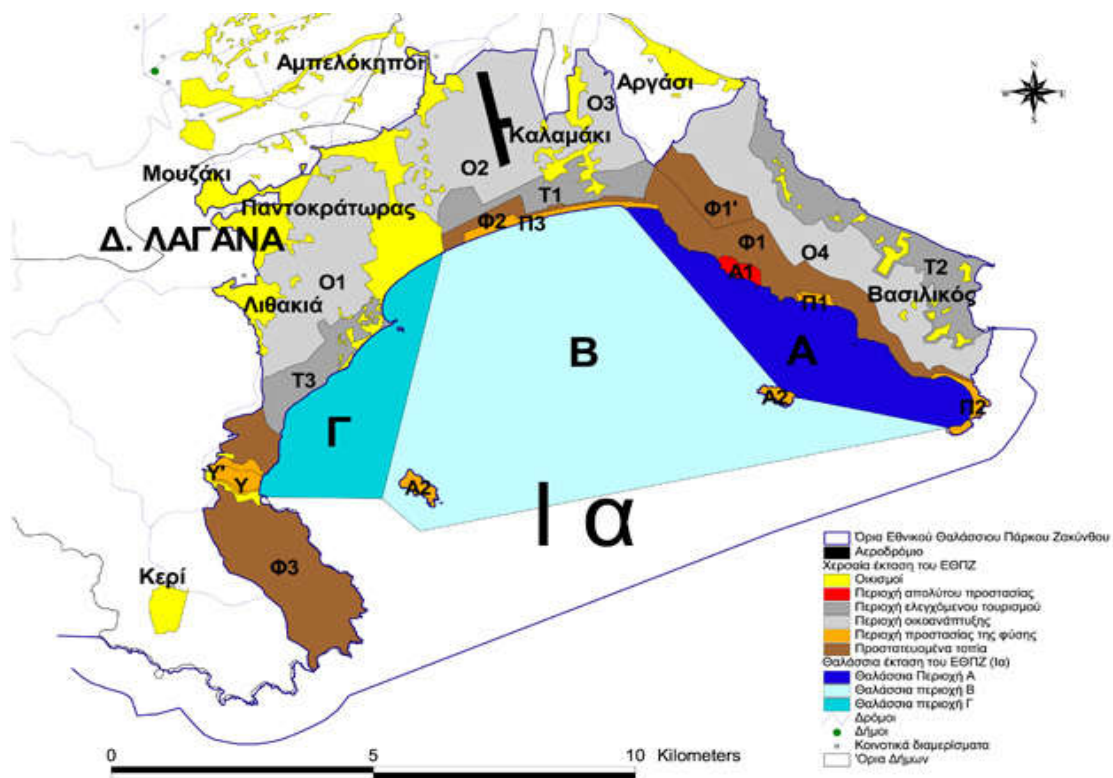 Αμπελόκηποι
Αργάσι
N
W E
S
Ο3
Καλαμάκι
Ο2
Μουζάκι
Τ1
Παντοκράτωρας
Φ2
Π3
Φ1'
Δ. ΛΑΓΑΝΑ
Φ1
Ο4
Α1
Τ2
Ο1
Λιθακιά
Π1
Βασιλικός
Β
Α
Τ3
Α2
Π2
Γ
Υ'
Υ
Α2
Ι α
Φ3
Κερί
Όρια Εθνικού Θαλάσσιου Πάρκου Ζακύνθου
Αεροδρόμιο
Χερσαία έκταση του ΕΘΠΖ
Οικισμοί
Περιοχή απολύτου προστασίας
Περιοχή ελεγχόμενου τουρισμού
Περιοχή οικοανάπτυξης
Περιοχή προστασίας της φύσης
Προστατευομένα τοπία
Θαλάσσια έκταση του ΕΘΠΖ (Ια)
Θαλάσσια Περιοχή Α
Θαλάσσια περιοχή Β
Θαλάσσια περιοχή Γ
Δρόμοι
Δήμοι
Κοινοτικά διαμερίσματα
'Ορια Δήμων
0 5 10 Kilometers